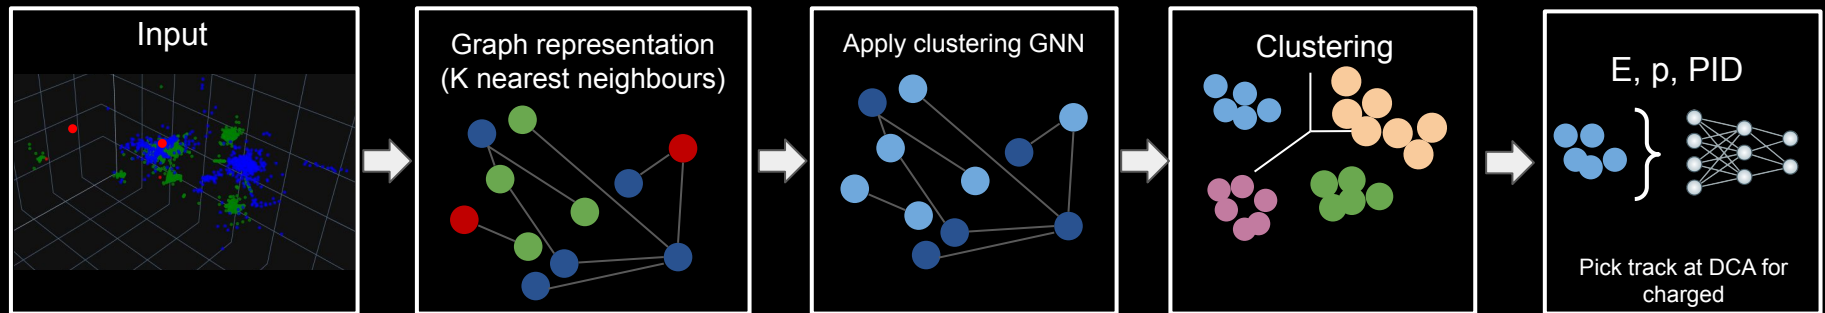 Input
Graph representation
(K nearest neighbours)
Apply clustering GNN
Clustering
E, p, PID
Pick track at DCA for
charged